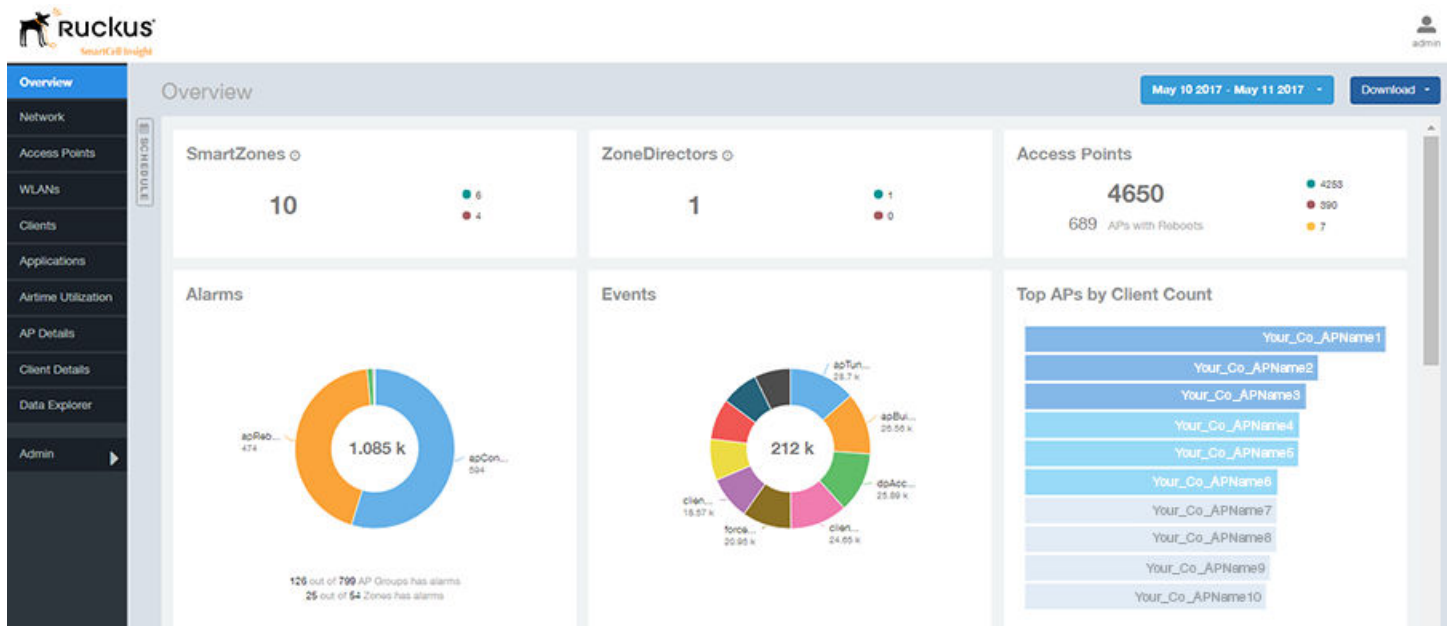 RUCKUS
SmartCell Insight
admin
Overview
Network
Access Points
WLANs
Clients
Applications
Airtime Utilization
AP Details
Client Details
Data Explorer
Admin
SCHEDULE
Overview
May 10 2017 - May 11 2017
Download
SmartZones
10
6
4
ZoneDirectors
1
1
0
Access Points
4650
689 APs with Reboots
4253
390
7
Alarms
apReb...
474
1.085 k
apCon...
594
126 out of 799 AP Groups has alarms
25 out of 54 Zones has alarms
Events
apTun...
28.7 k
apBui...
26.56 k
dpAcc...
25.89 k
clien...
24.65 k
force...
20.95 k
clien...
18.57 k
212 k
Top APs by Client Count
Your_Co_APName1
Your_Co_APName2
Your_Co_APName3
Your_Co_APName4
Your_Co_APName5
Your_Co_APName6
Your_Co_APName7
Your_Co_APName8
Your_Co_APName9
Your_Co_APName10